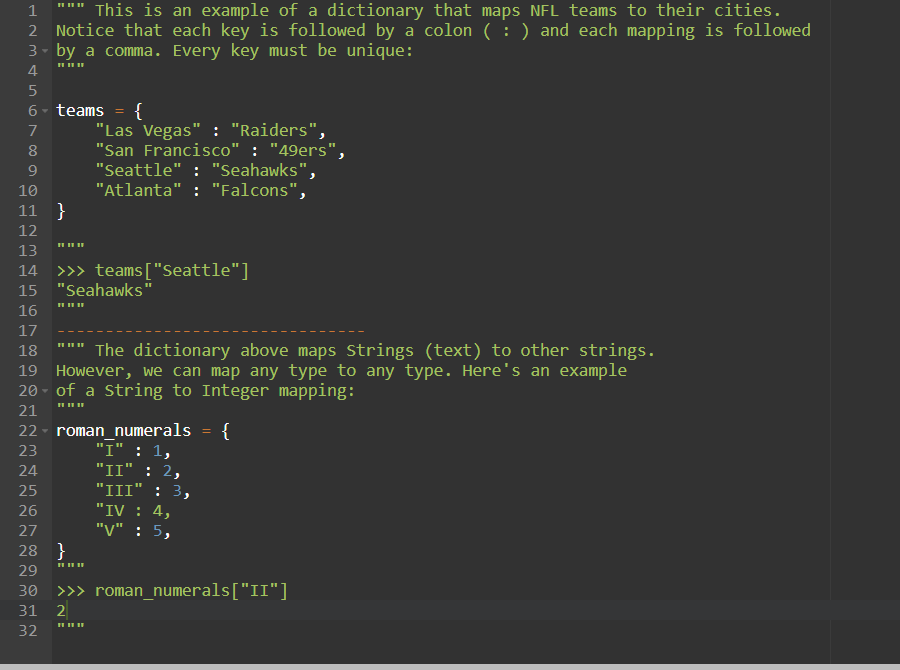 1 """ This is an example of a dictionary that maps NFL teams to their cities.
2 Notice that each key is followed by a colon ( : ) and each mapping is followed
3 by a comma. Every key must be unique:
4 """
5
6 teams = {
7     "Las Vegas" : "Raiders",
8     "San Francisco" : "49ers",
9     "Seattle" : "Seahawks",
10     "Atlanta" : "Falcons",
11 }
12
13 """
14 >>> teams["Seattle"]
15 "Seahawks"
16 """
17 --------------------------------
18 """ The dictionary above maps Strings (text) to other strings.
19 However, we can map any type to any type. Here's an example
20 of a String to Integer mapping:
21 """
22 roman_numerals = {
23     "I" : 1,
24     "II" : 2,
25     "III" : 3,
26     "IV : 4,
27     "V" : 5,
28 }
29 """
30 >>> roman_numerals["II"]
31 2
32 """